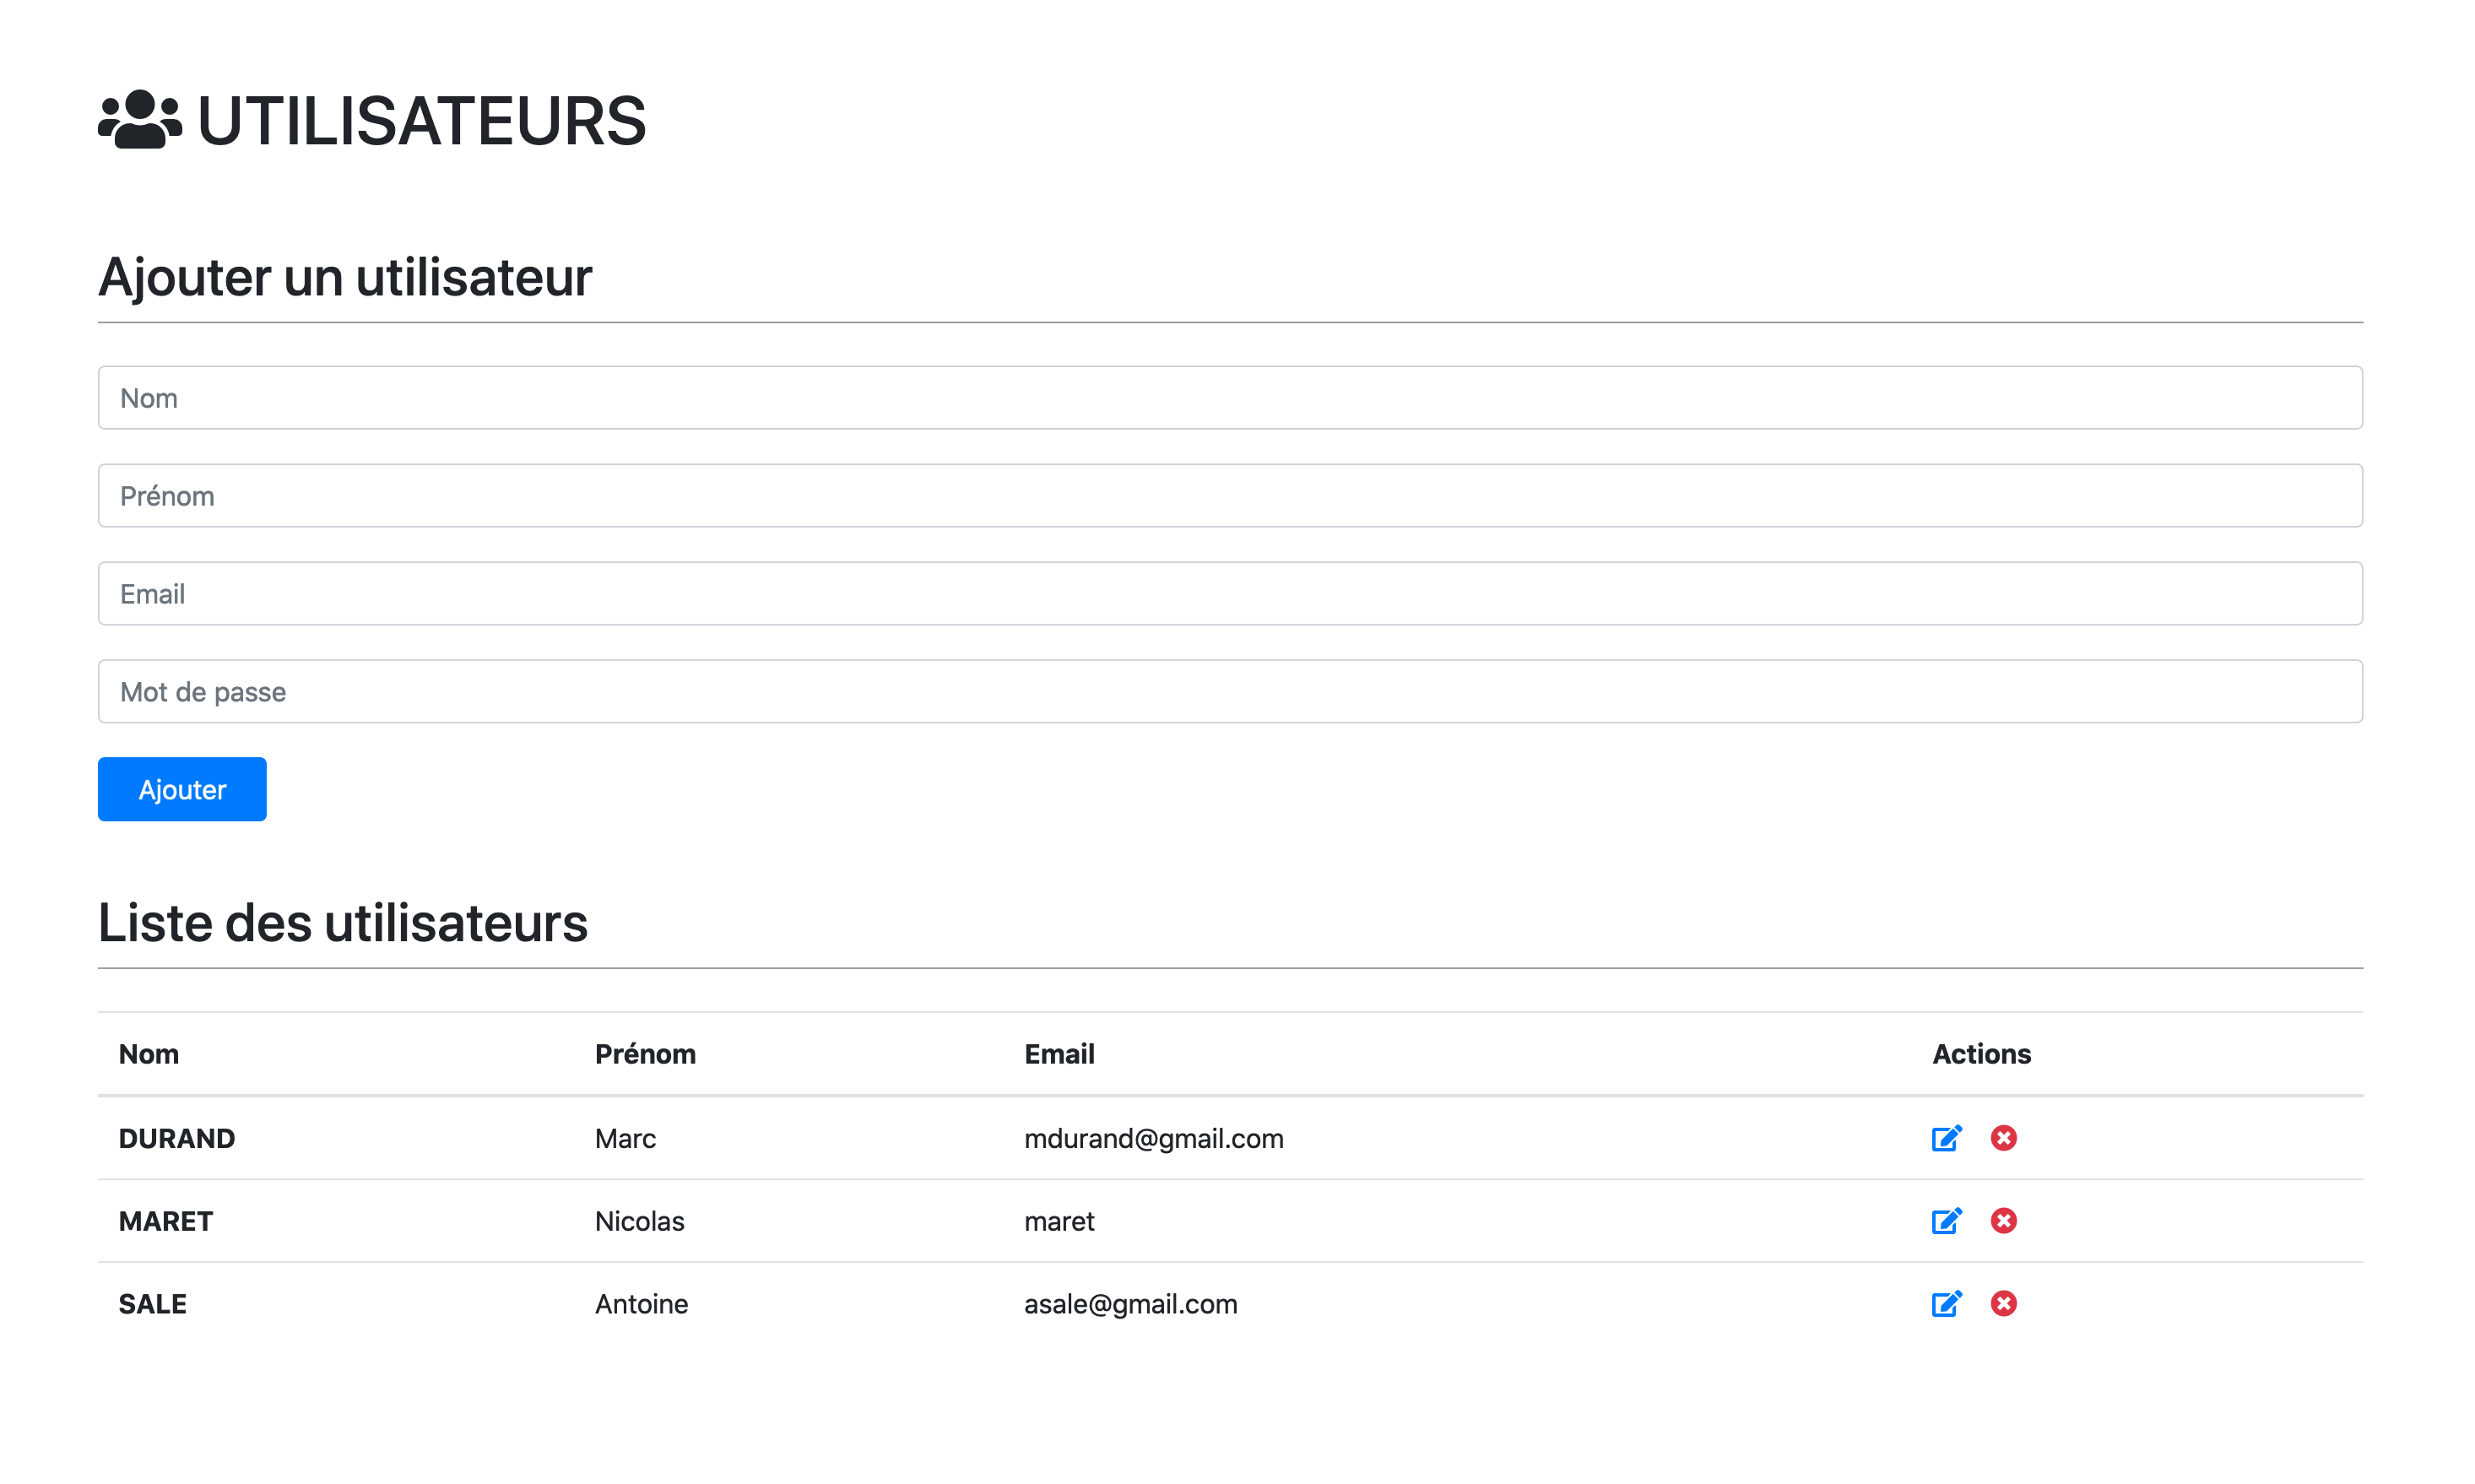 UTILISATEURS
Ajouter un utilisateur
Nom
Prénom
Email
Mot de passe
Ajouter
Liste des utilisateurs
Nom Prénom Email Actions
DURAND Marc mdurand@gmail.com
MARET Nicolas maret
SALE Antoine asale@gmail.com